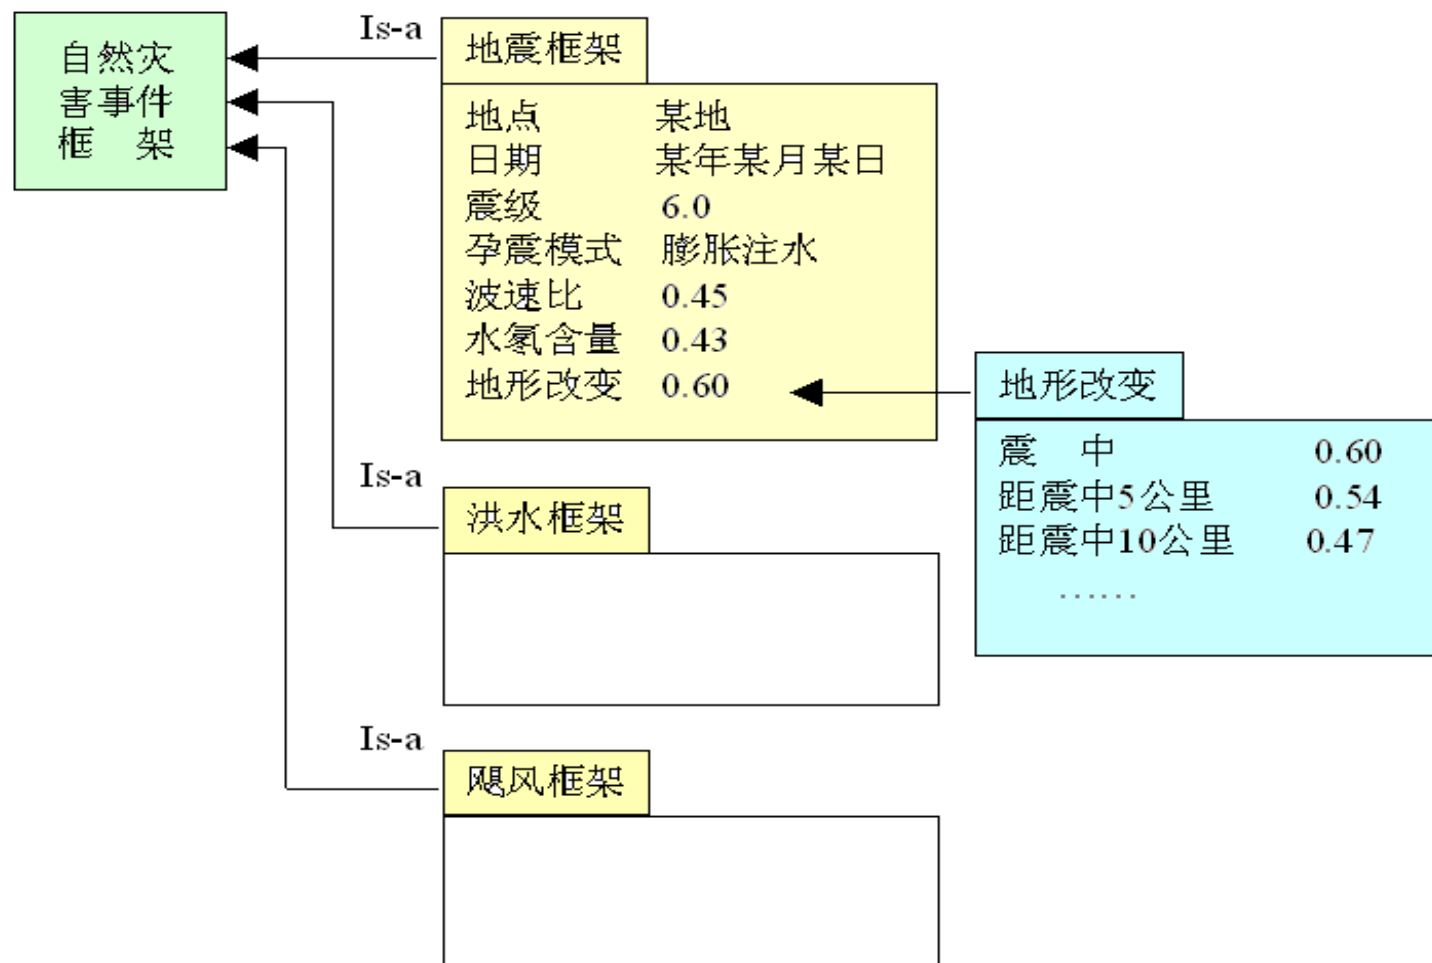 自然灾
害事件
框 架
Is-a
地震框架
地点 某地
日期 某年某月某日
震级 6.0
孕震模式 膨胀注水
波速比 0.45
水氡含量 0.43
地形改变 0.60
地形改变
震 中 0.60
距震中5公里 0.54
距震中10公里 0.47
……
Is-a
洪水框架
Is-a
飓风框架